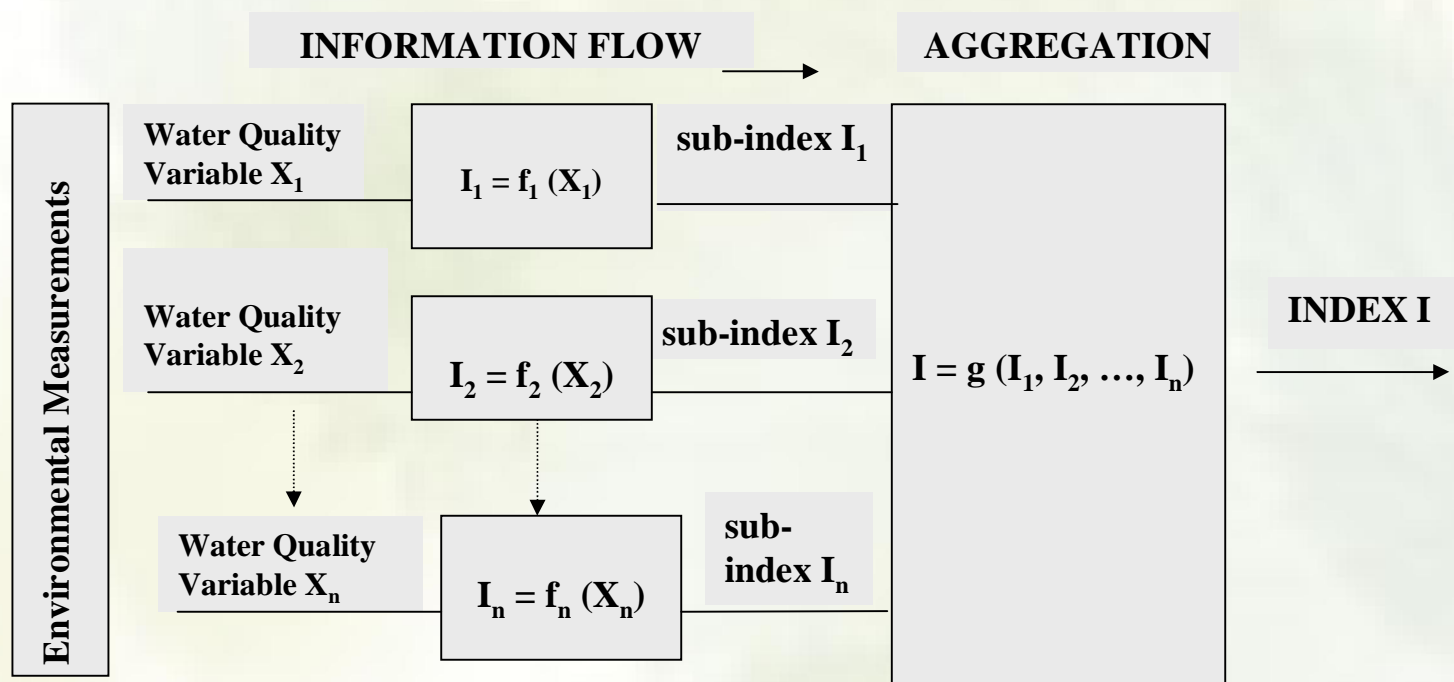 INFORMATION FLOW
AGGREGATION
Environmental Measurements
Water Quality
Variable X₁
I₁ = f₁ (X₁)
sub-index I₁
Water Quality
Variable X₂
I₂ = f₂ (X₂)
sub-index I₂
Water Quality
Variable Xₙ
Iₙ = fₙ (Xₙ)
sub-
index Iₙ
I = g (I₁, I₂, …, Iₙ)
INDEX I